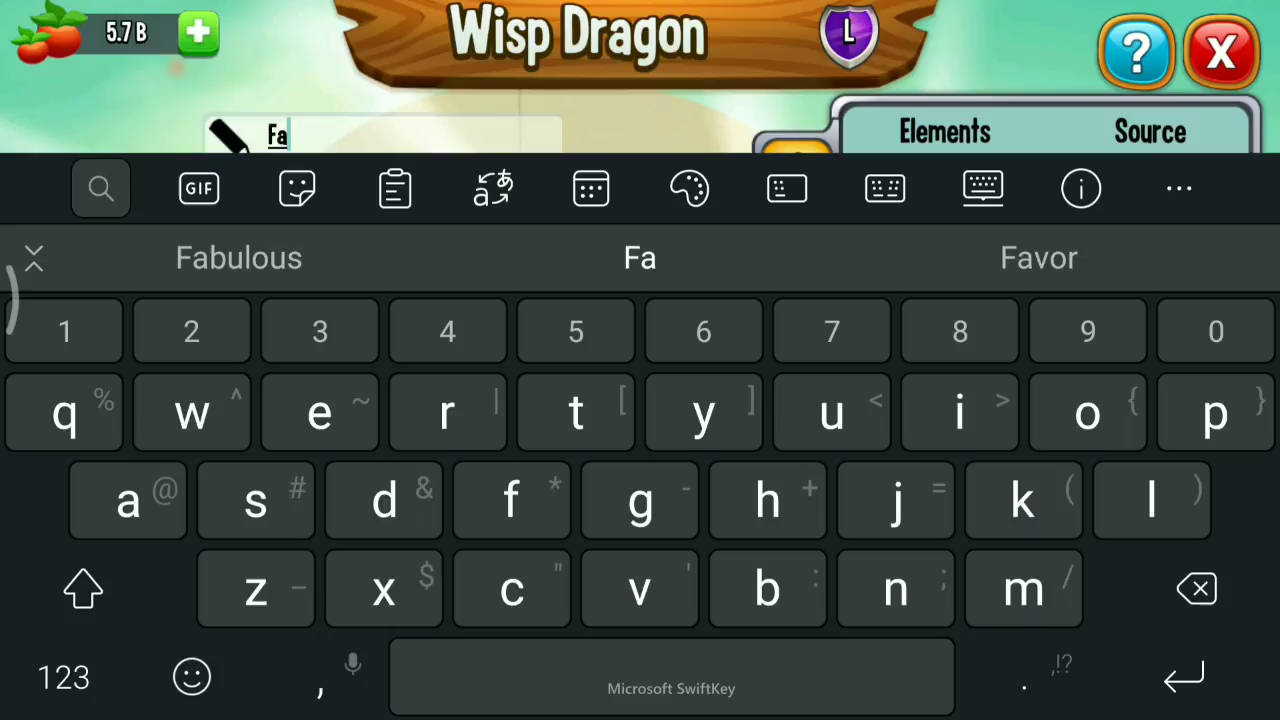 5.7 B
Wisp Dragon
L
?
X
Fa
Elements Source
GIF
Fabulous Fa Favor
1 2 3 4 5 6 7 8 9 0
q % w ^ e ~ r | t [ y ] u < i > o { p }
a @ s # d & f * g - h + j = k ( l )
z _ x $ c " v ' b : n ; m /
123 , Microsoft SwiftKey . ,!?